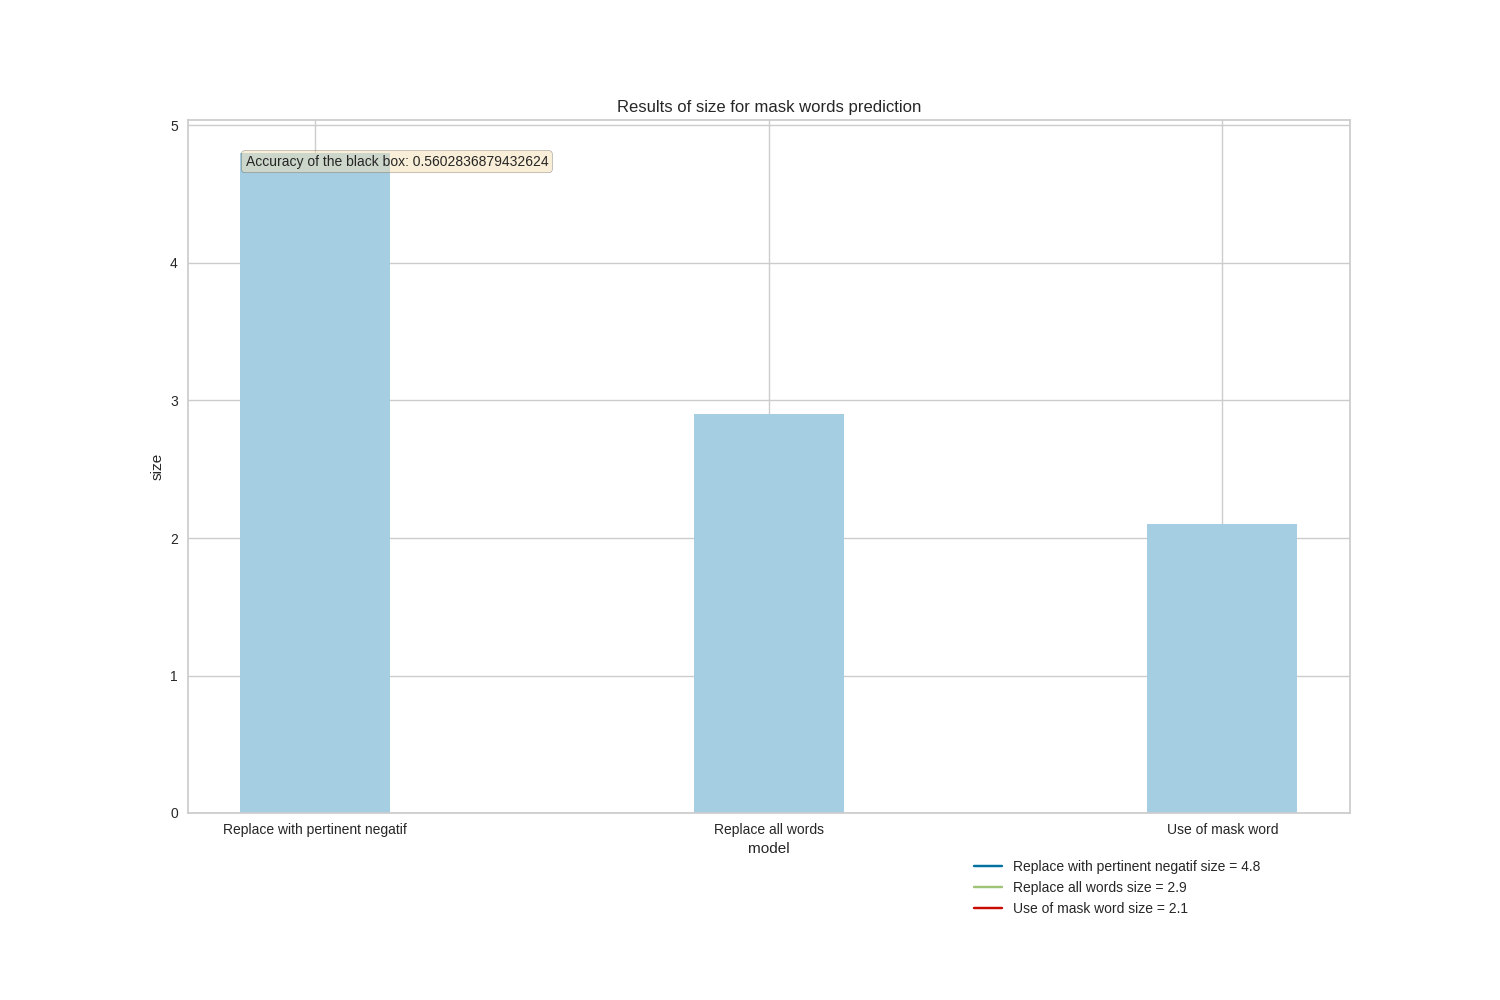 Results of size for mask words prediction
5
Accuracy of the black box: 0.5602836879432624
4
3
size
2
1
0
Replace with pertinent negatif
Replace all words
Use of mask word
model
Replace with pertinent negatif size = 4.8
Replace all words size = 2.9
Use of mask word size = 2.1